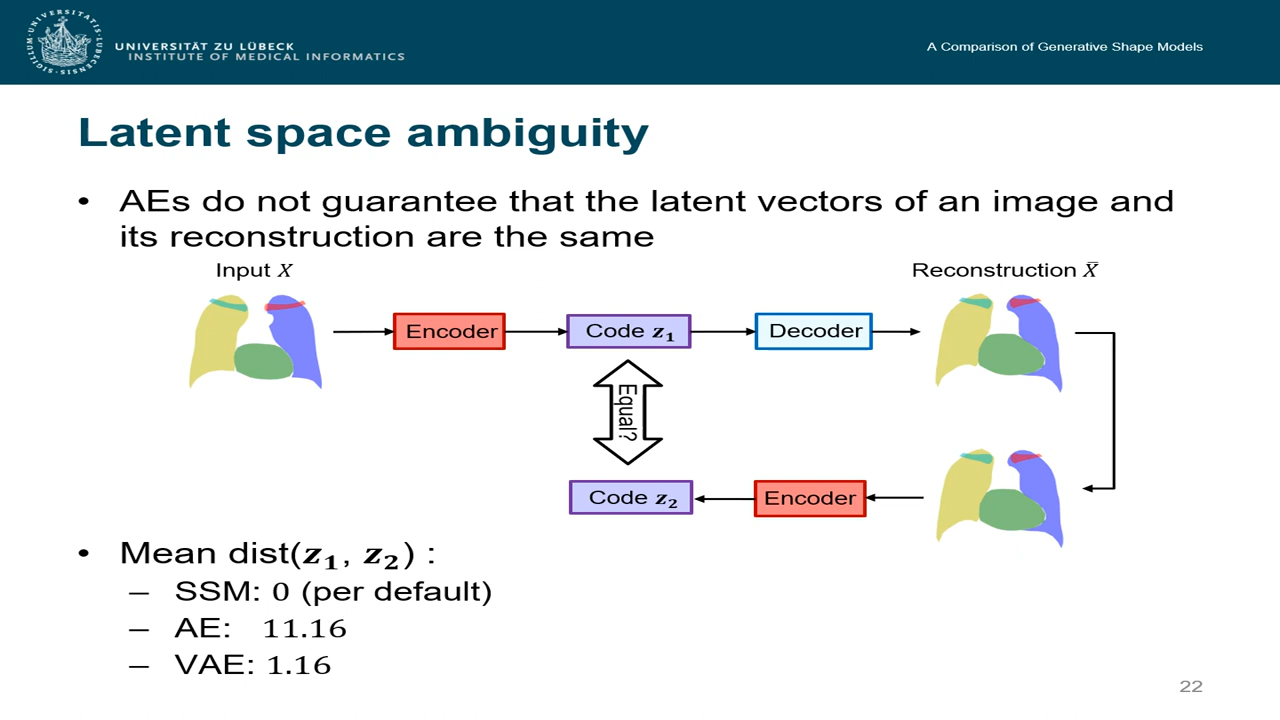 SIGILLUM UNIVERSITATIS LUBECENSIS
UNIVERSITÄT ZU LÜBECK
INSTITUTE OF MEDICAL INFORMATICS
A Comparison of Generative Shape Models
Latent space ambiguity
• AEs do not guarantee that the latent vectors of an image and
its reconstruction are the same
Input X
Reconstruction X̅
Encoder
Code z₁
Decoder
Equal?
Code z₂
Encoder
• Mean dist(z₁, z₂) :
– SSM: 0 (per default)
– AE: 11.16
– VAE: 1.16
22